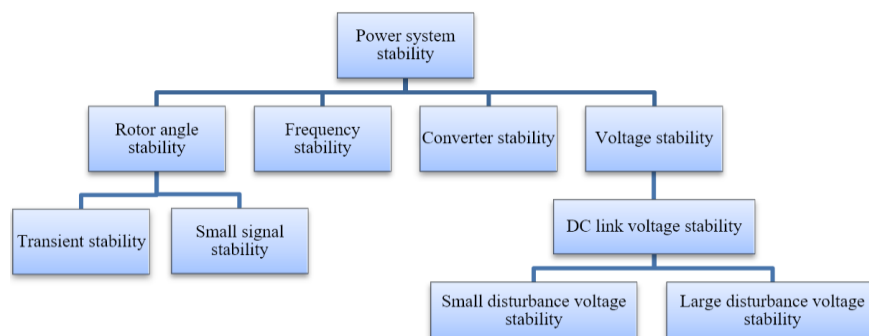 Power system
stability
Rotor angle
stability
Frequency
stability
Converter stability
Voltage stability
Transient stability
Small signal
stability
DC link voltage stability
Small disturbance voltage
stability
Large disturbance voltage
stability